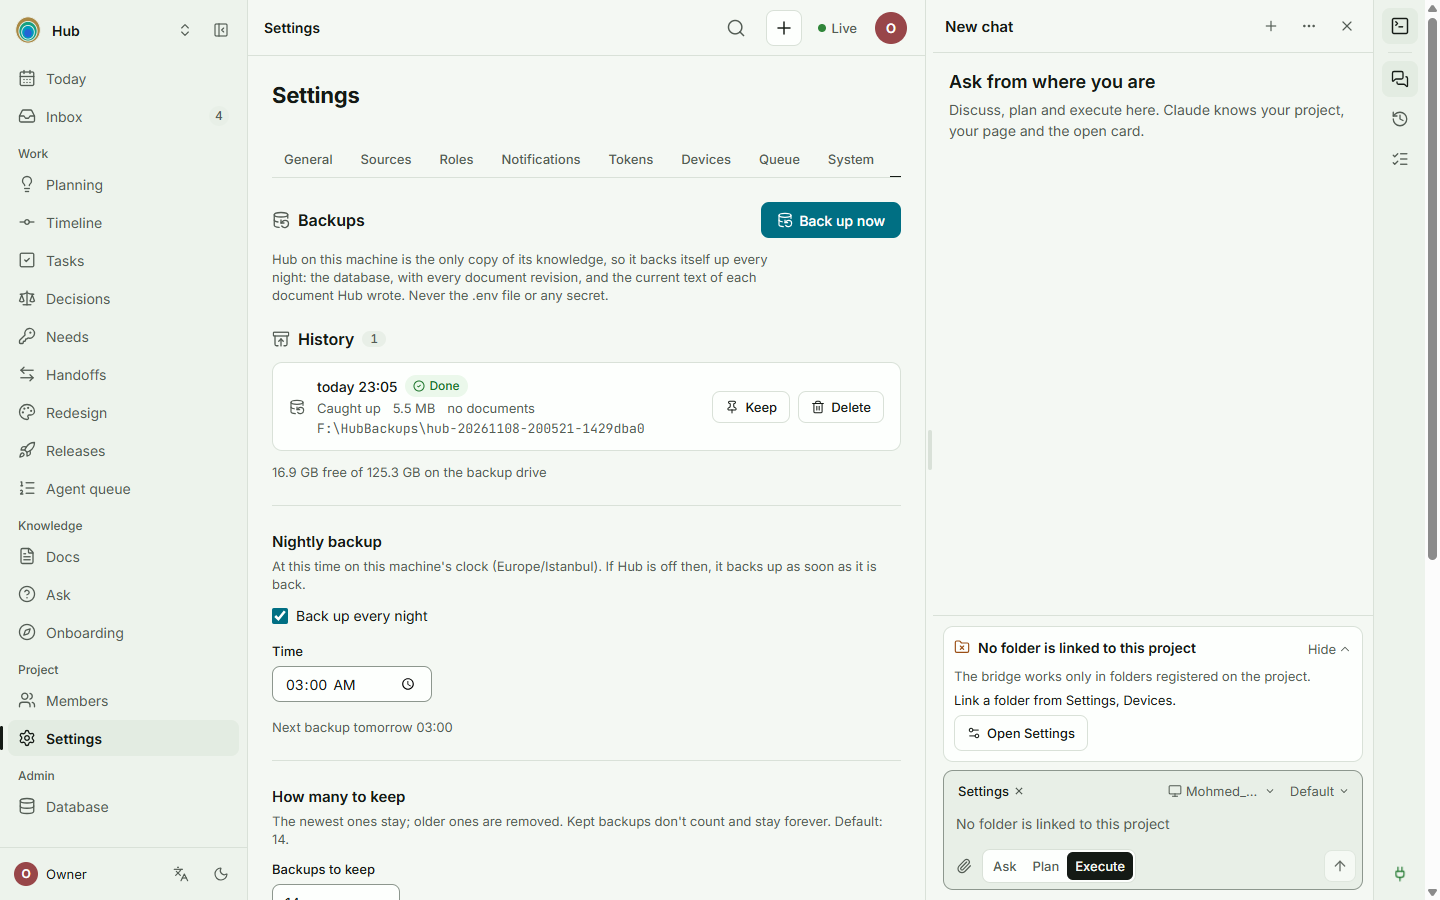 Hub
Today
Inbox
4
Work
Planning
Timeline
Tasks
Decisions
Needs
Handoffs
Redesign
Releases
Agent queue
Knowledge
Docs
Ask
Onboarding
Project
Members
Settings
Admin
Database
O
Owner
Settings
Live
O
Settings
General Sources Roles Notifications Tokens Devices Queue System
Backups
Back up now
Hub on this machine is the only copy of its knowledge, so it backs itself up every
night: the database, with every document revision, and the current text of each
document Hub wrote. Never the .env file or any secret.
History 1
today 23:05 Done
Caught up 5.5 MB no documents
F:\HubBackups\hub-20261108-200521-1429dba0
Keep
Delete
16.9 GB free of 125.3 GB on the backup drive
Nightly backup
At this time on this machine's clock (Europe/Istanbul). If Hub is off then, it backs up as soon as it is
back.
Back up every night
Time
03:00 AM
Next backup tomorrow 03:00
How many to keep
The newest ones stay; older ones are removed. Kept backups don't count and stay forever. Default:
14.
Backups to keep
New chat
Ask from where you are
Discuss, plan and execute here. Claude knows your project,
your page and the open card.
No folder is linked to this project
Hide
The bridge works only in folders registered on the project.
Link a folder from Settings, Devices.
Open Settings
Settings
Mohmed_...
Default
No folder is linked to this project
Ask Plan Execute